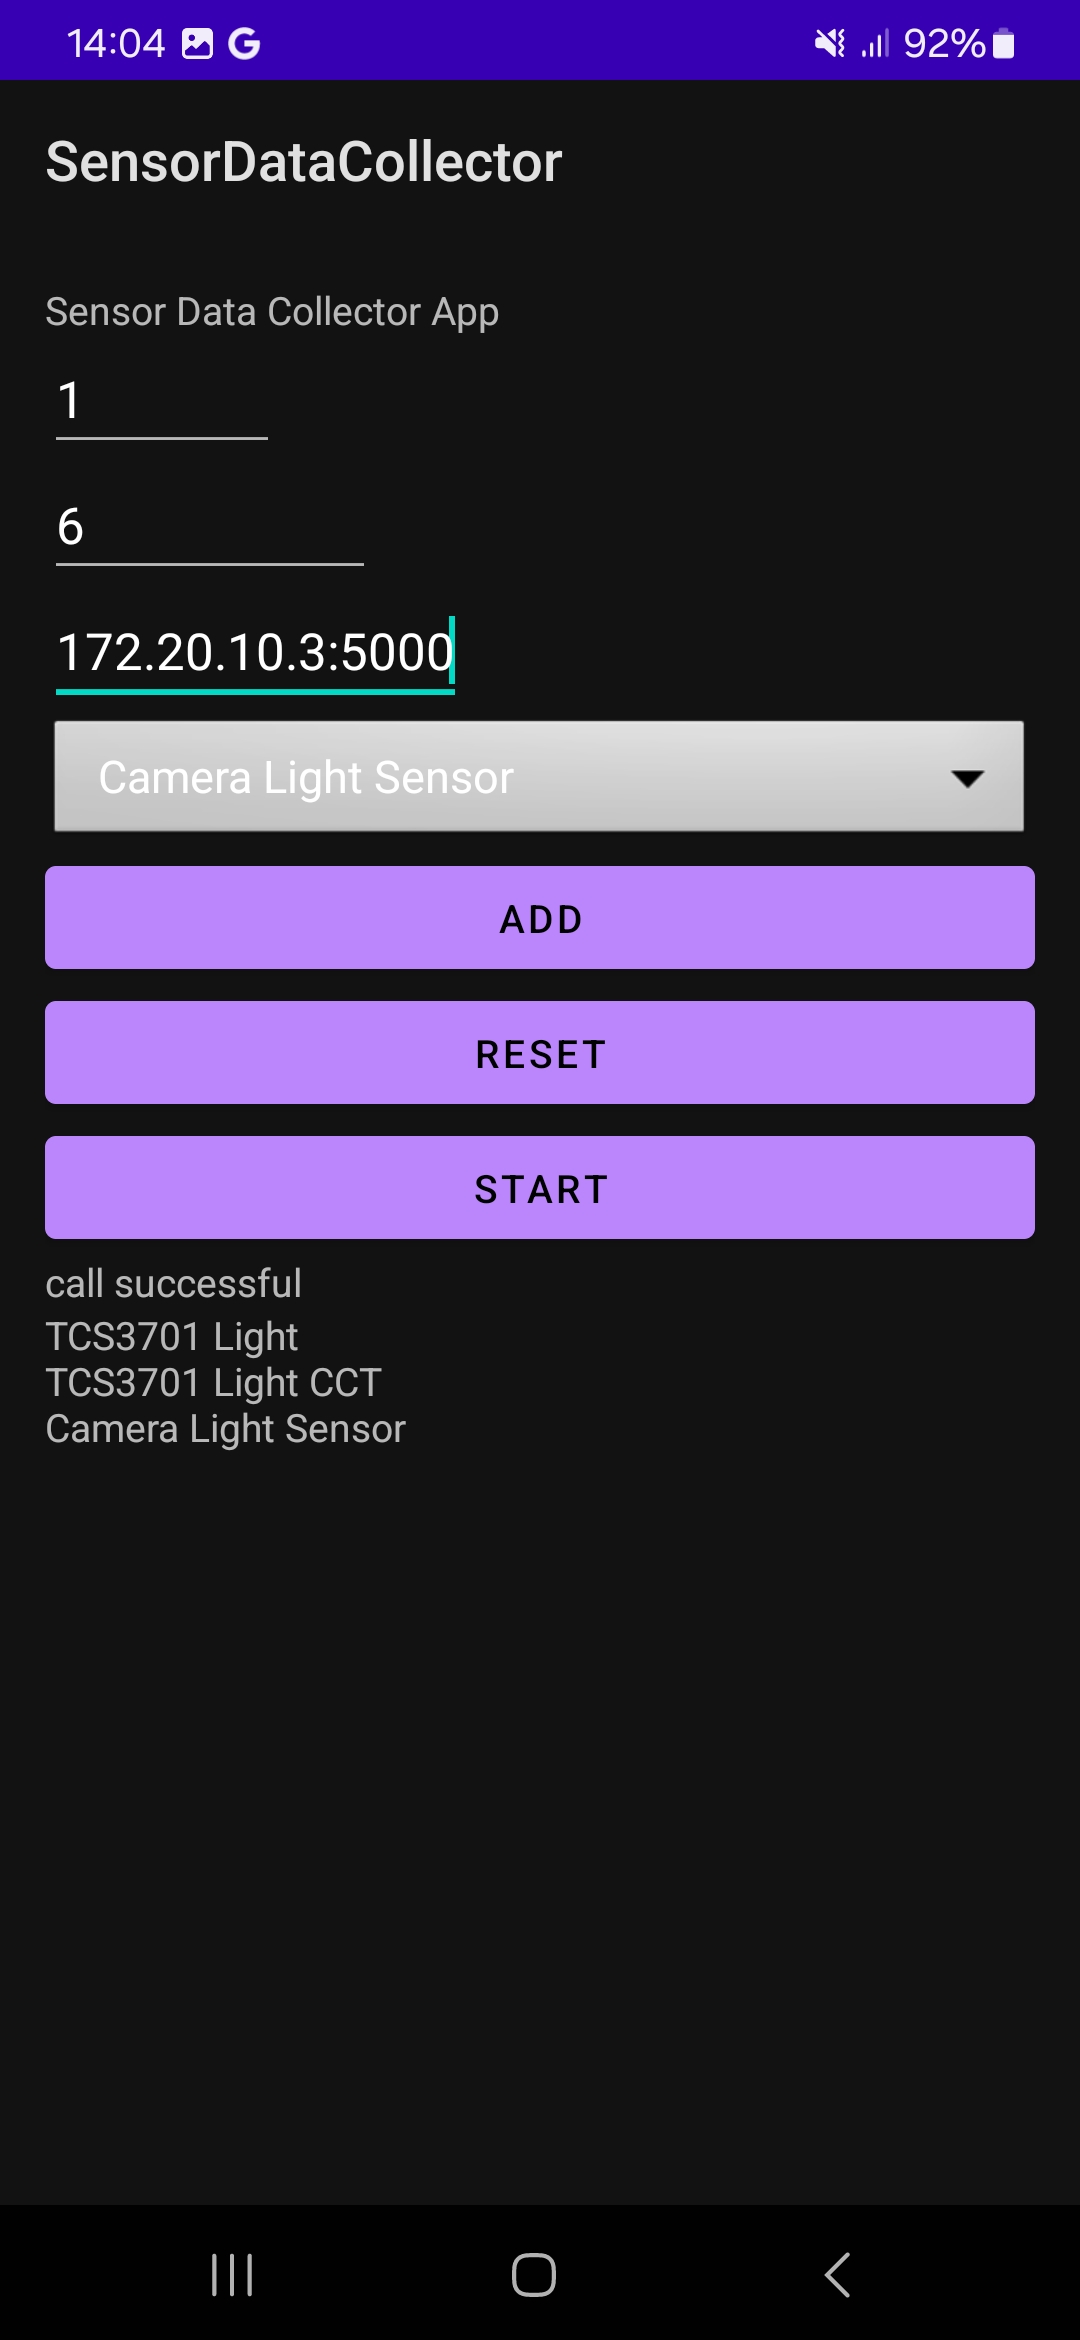 14:04 92%
SensorDataCollector
Sensor Data Collector App
1
6
172.20.10.3:5000
Camera Light Sensor
ADD
RESET
START
call successful
TCS3701 Light
TCS3701 Light CCT
Camera Light Sensor